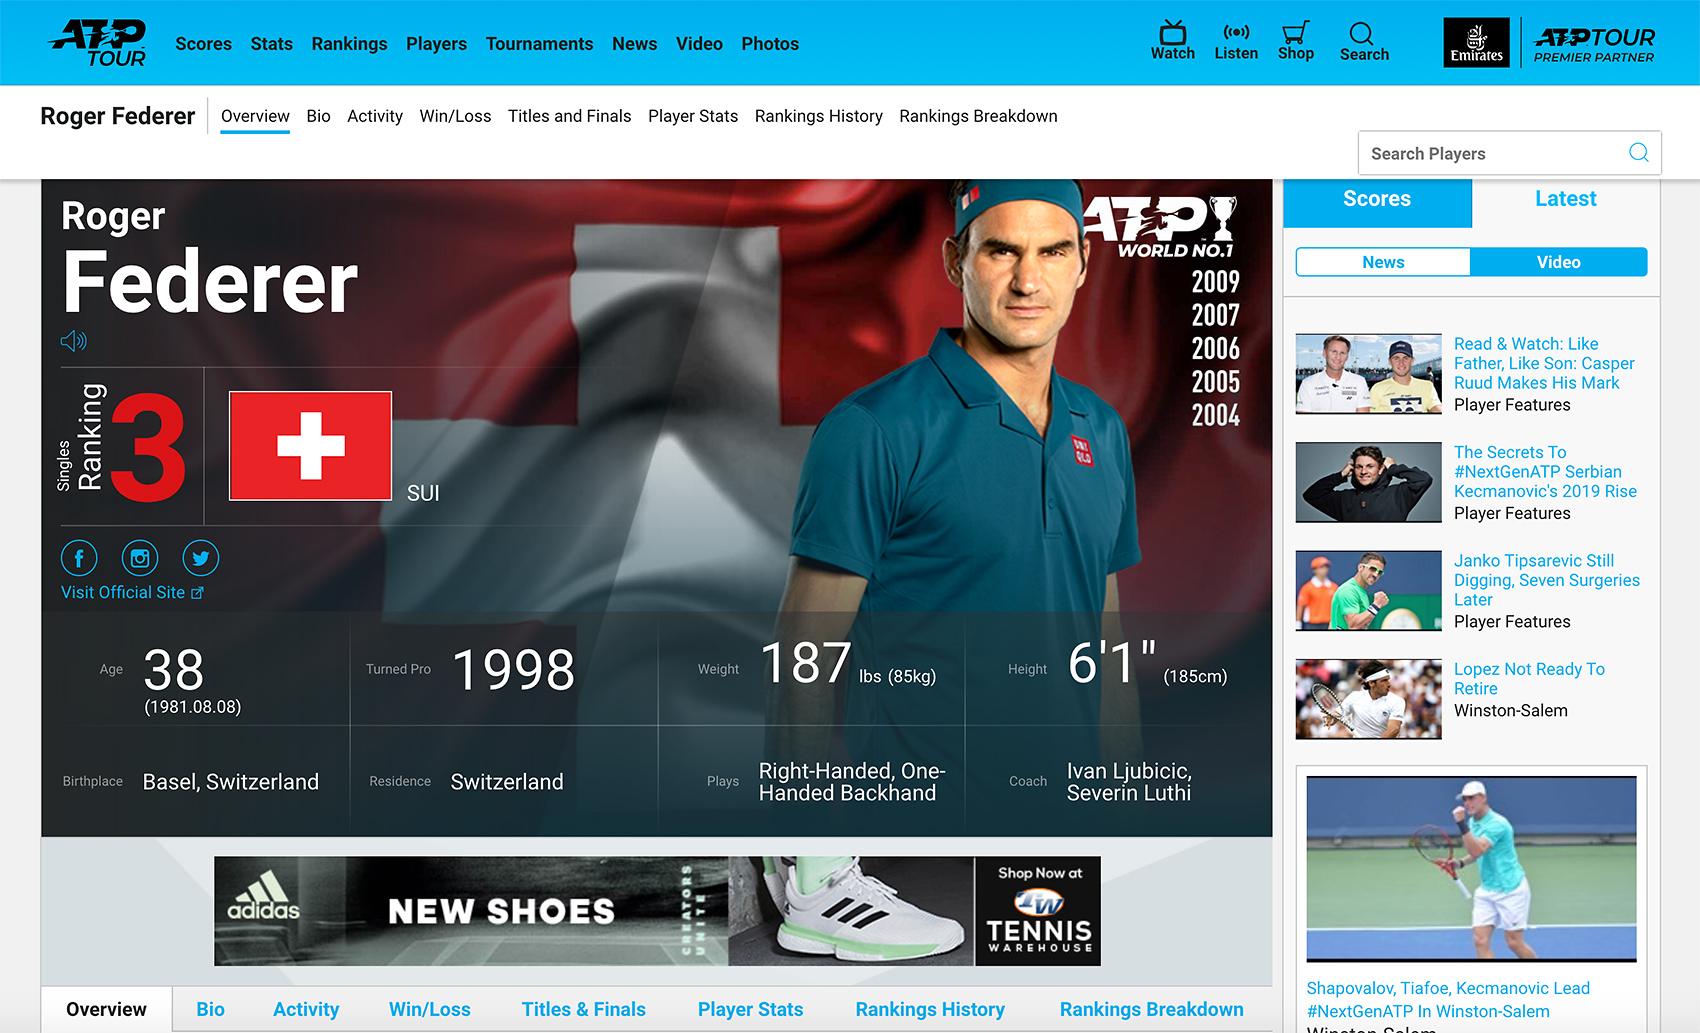 ATP TOUR
Scores Stats Rankings Players Tournaments News Video Photos
Watch Listen Shop Search
Emirates
ATP TOUR
PREMIER PARTNER
Roger Federer
Overview Bio Activity Win/Loss Titles and Finals Player Stats Rankings History Rankings Breakdown
Search Players
Roger
Federer
Singles
Ranking
3
SUI
Visit Official Site
ATP
WORLD NO.1
2009
2007
2006
2005
2004
UNI
QLO
Age 38
(1981.08.08)
Turned Pro 1998
Weight 187 lbs (85kg)
Height 6'1" (185cm)
Birthplace Basel, Switzerland
Residence Switzerland
Plays Right-Handed, One-
Handed Backhand
Coach Ivan Ljubicic,
Severin Luthi
adidas
NEW SHOES
CREATORS
UNITE
Shop Now at
TW
TENNIS
WAREHOUSE
Overview Bio Activity Win/Loss Titles & Finals Player Stats Rankings History Rankings Breakdown
Scores Latest
News Video
Read & Watch: Like
Father, Like Son: Casper
Ruud Makes His Mark
Player Features
The Secrets To
#NextGenATP Serbian
Kecmanovic's 2019 Rise
Player Features
Janko Tipsarevic Still
Digging, Seven Surgeries
Later
Player Features
Lopez Not Ready To
Retire
Winston-Salem
Shapovalov, Tiafoe, Kecmanovic Lead
#NextGenATP In Winston-Salem
Winston-Salem